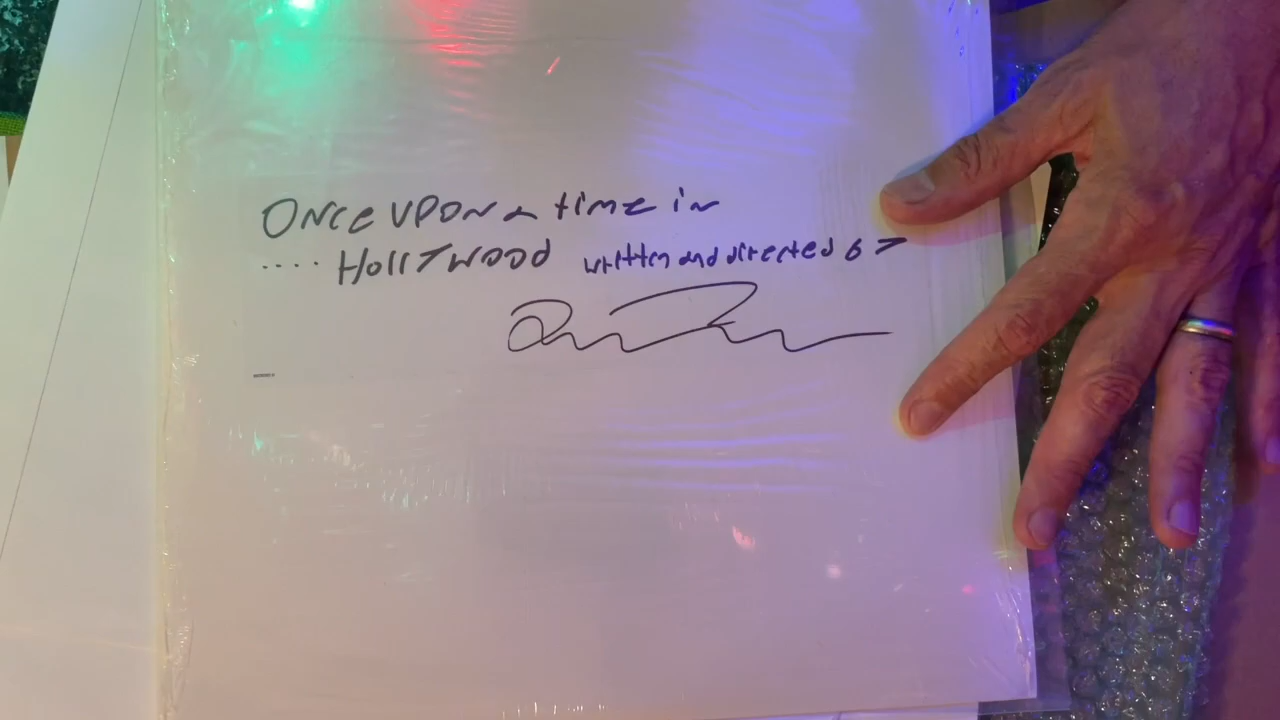 Once upon a time in
.... Hollywood written and directed by